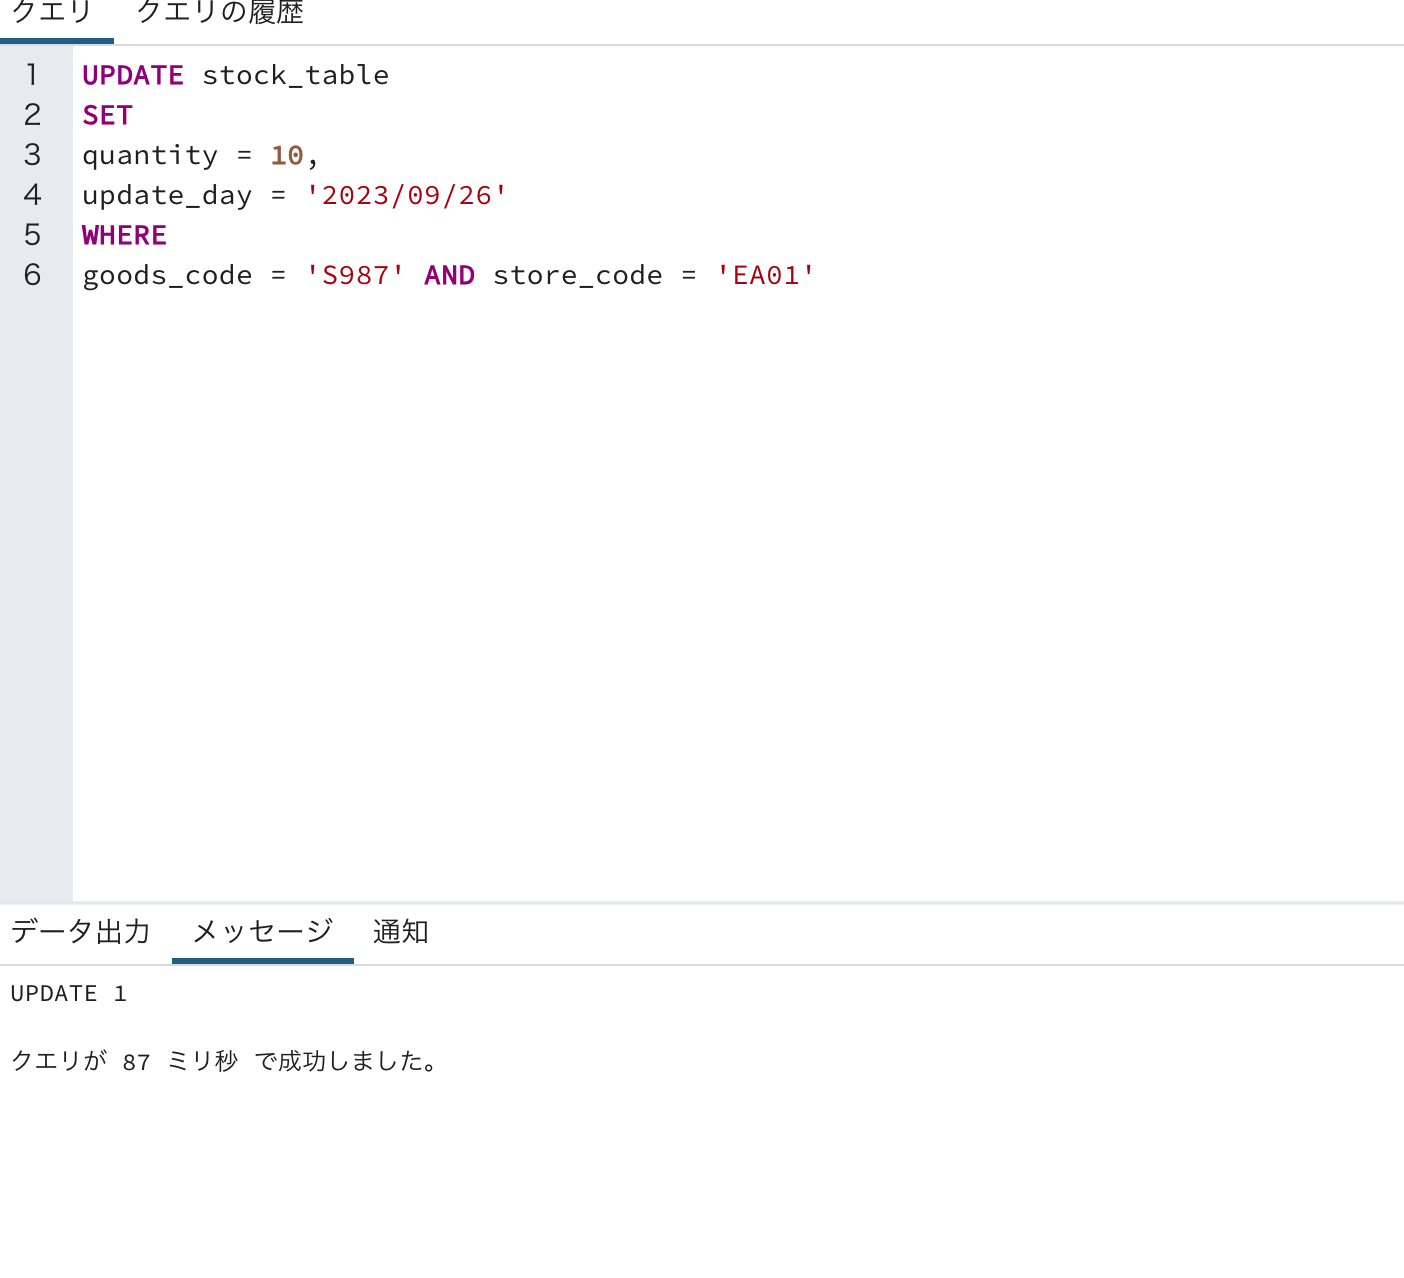 クエリ クエリの履歴
1 UPDATE stock_table
2 SET
3 quantity = 10,
4 update_day = '2023/09/26'
5 WHERE
6 goods_code = 'S987' AND store_code = 'EA01'
データ出力 メッセージ 通知
UPDATE 1
クエリが 87 ミリ秒 で成功しました。